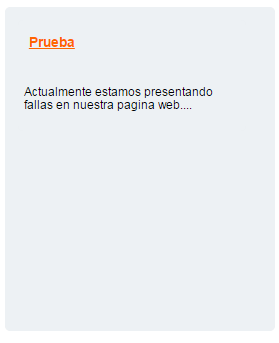 Prueba
Actualmente estamos presentando
fallas en nuestra pagina web....